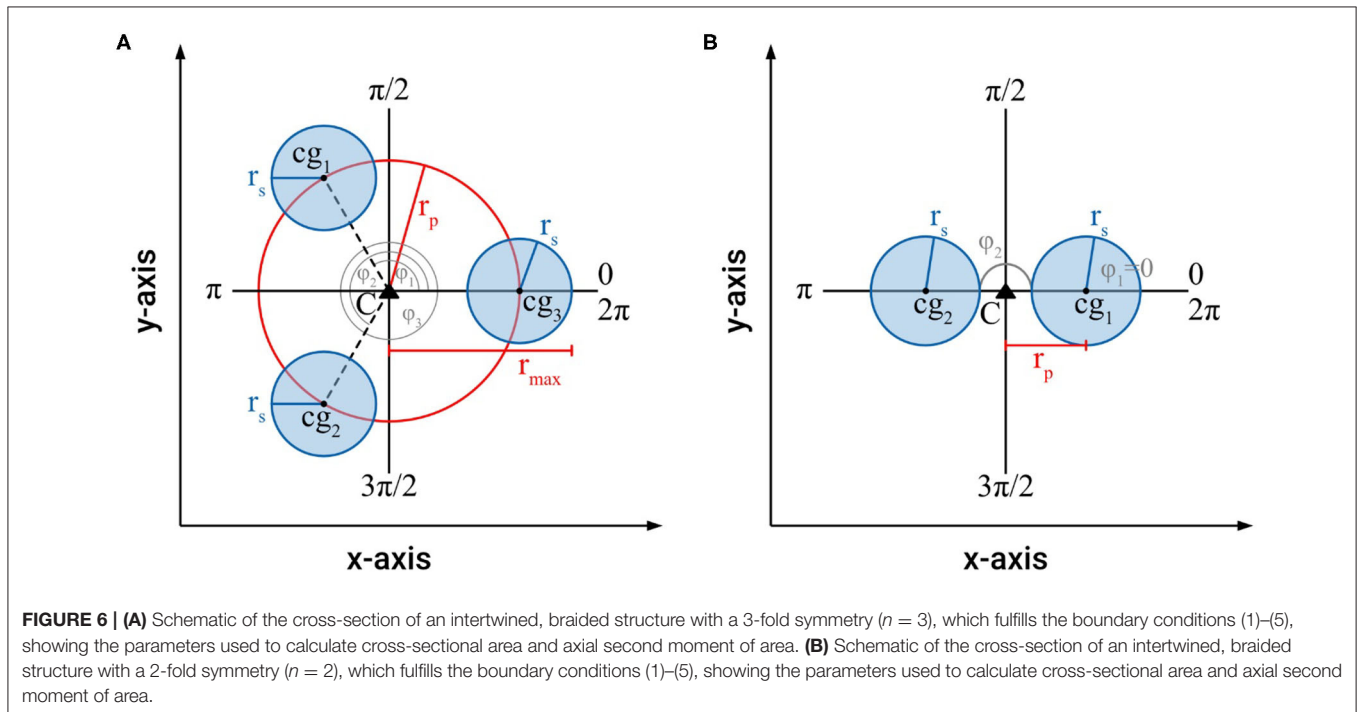 A
B
π/2
π/2
cg₁
rₛ
rₚ
rₛ
rₛ
rₛ
φ₂
φ₂
φ₁
φ₁=0
0
0
π
C
cg₃
2π
π
cg₂
C
cg₁
2π
φ₃
rₘₐₓ
rₚ
rₛ
cg₂
3π/2
3π/2
y-axis
y-axis
x-axis
x-axis
FIGURE 6 | (A) Schematic of the cross-section of an intertwined, braided structure with a 3-fold symmetry (n = 3), which fulfills the boundary conditions (1)–(5),
showing the parameters used to calculate cross-sectional area and axial second moment of area. (B) Schematic of the cross-section of an intertwined, braided
structure with a 2-fold symmetry (n = 2), which fulfills the boundary conditions (1)–(5), showing the parameters used to calculate cross-sectional area and axial second
moment of area.